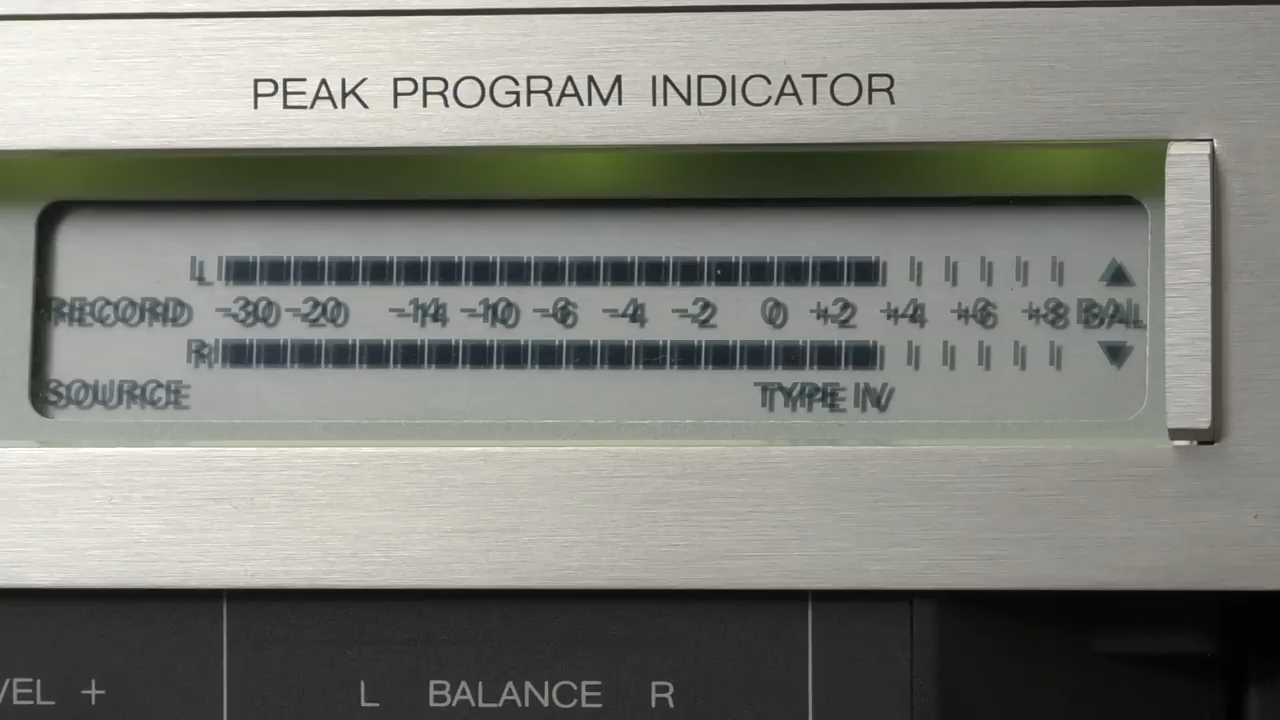 PEAK PROGRAM INDICATOR
L
RECORD -30 -20 -14 -10 -6 -4 -2 0 +2 +4 +6 +8 BAL
R
SOURCE TYPE IV
VEL + L BALANCE R